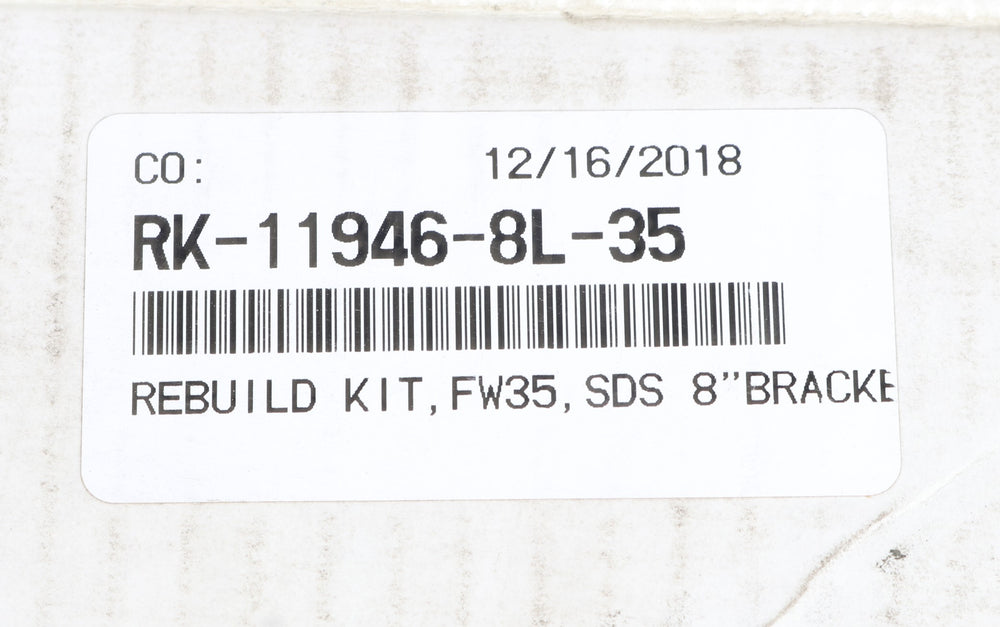 CO: 12/16/2018
RK-11946-8L-35
REBUILD KIT, FW35, SDS 8"BRACKE